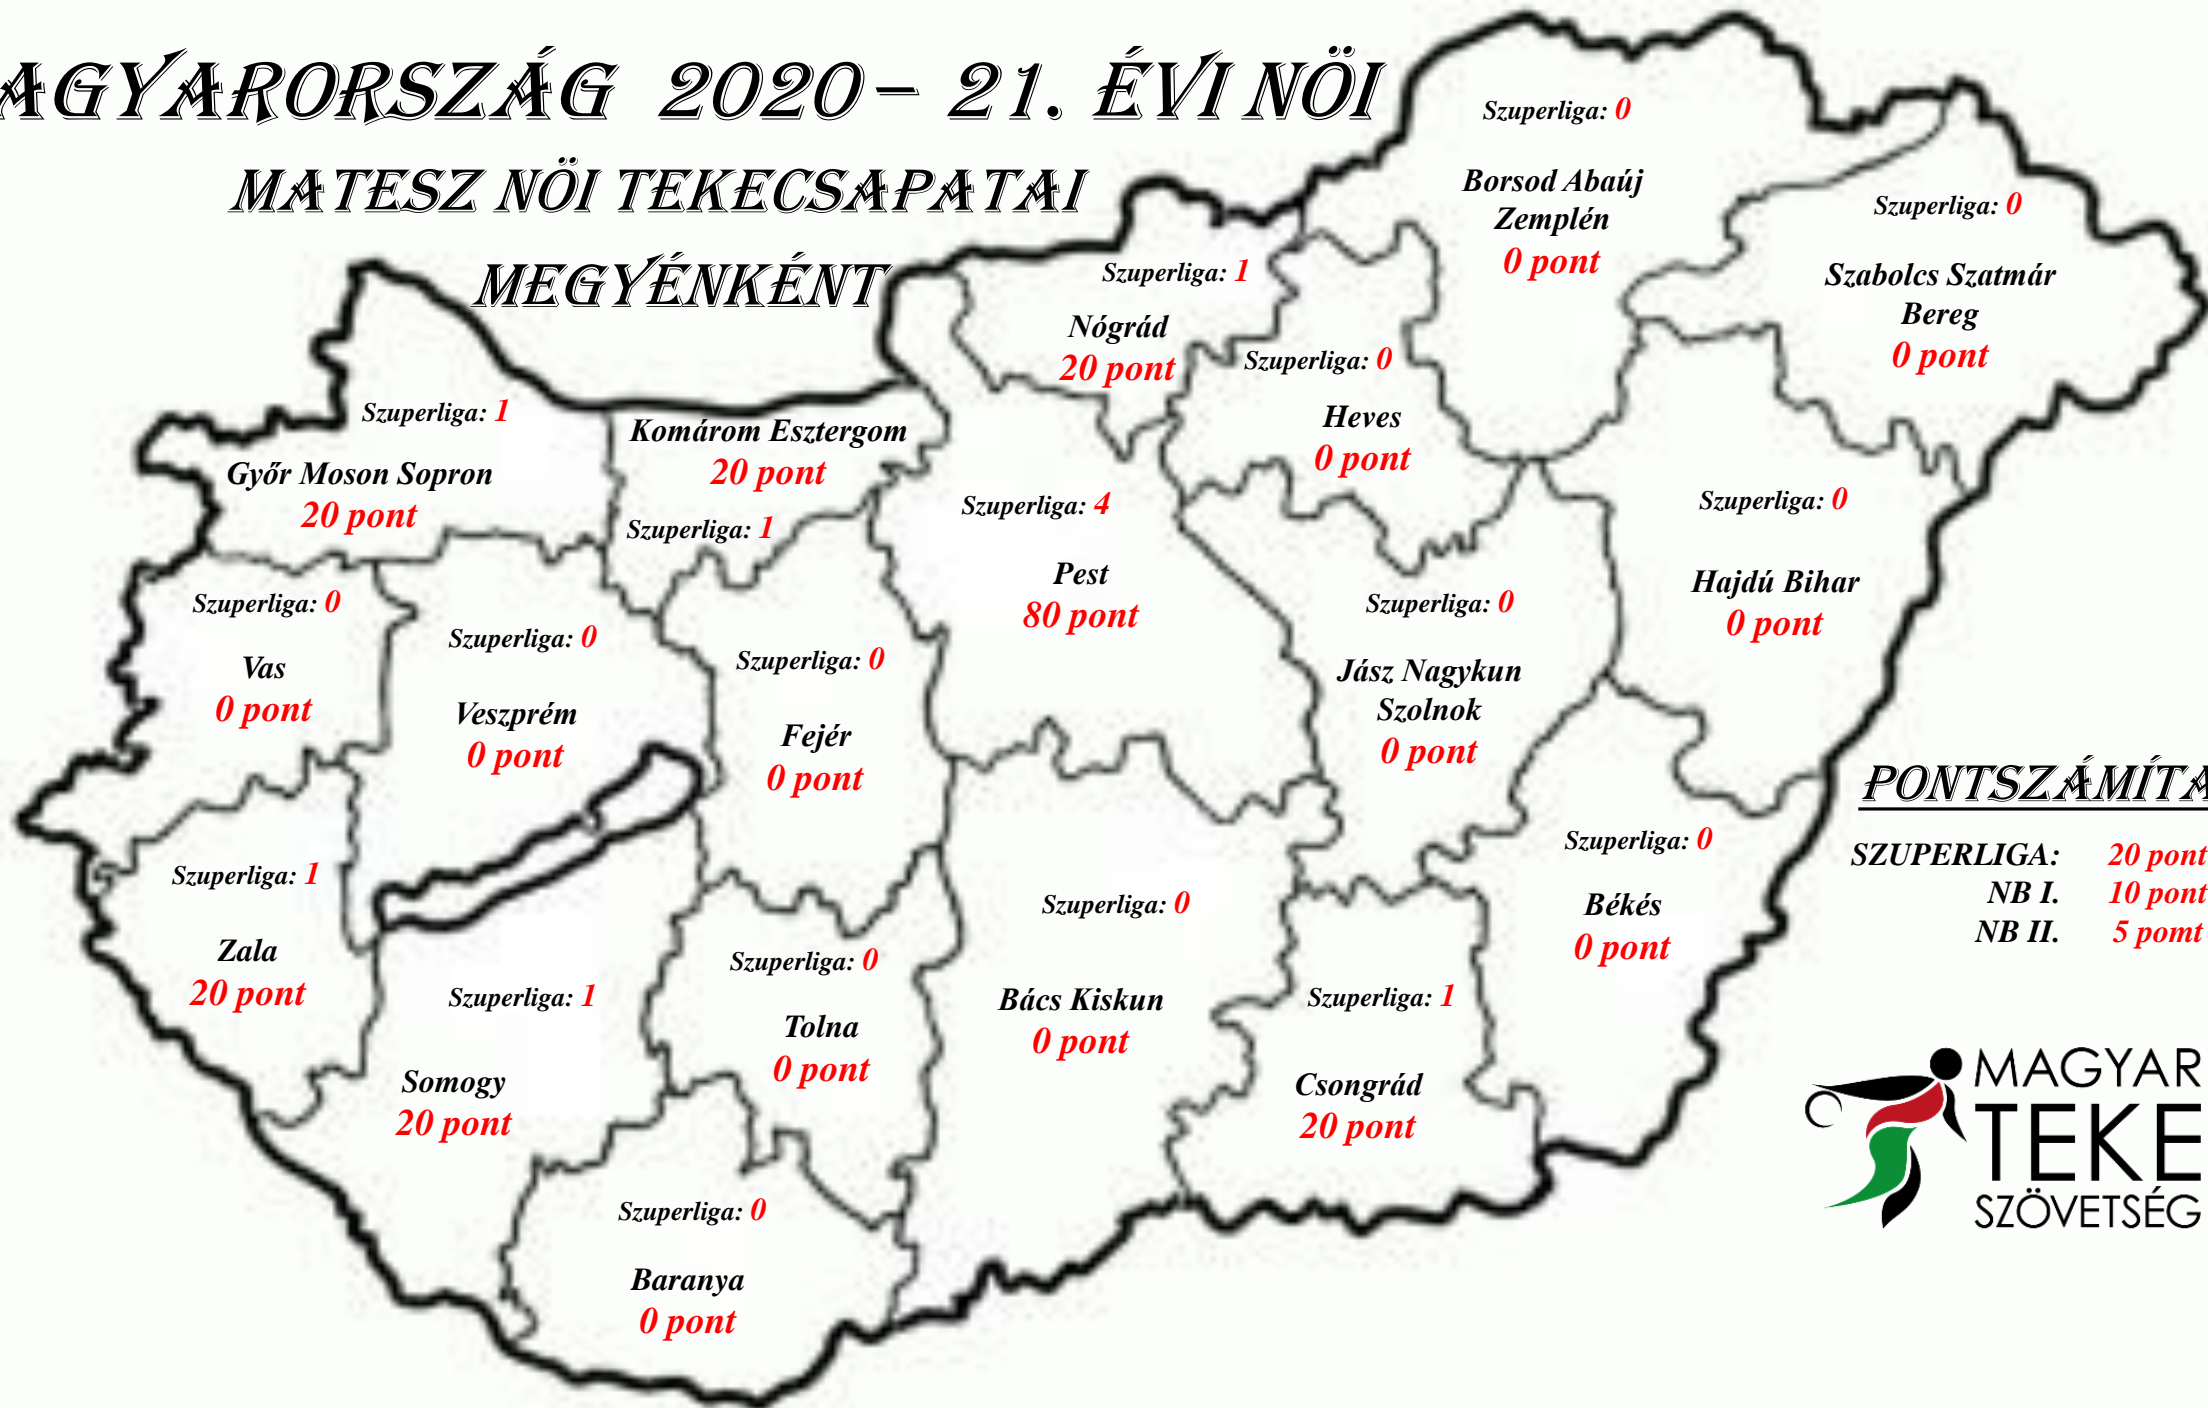 AGYARORSZÁG 2020 – 21. ÉVI NÖI
MATESZ NÖI TEKECSAPATAI
MEGYÉNKÉNT
Szuperliga: 0
Borsod Abaúj
Zemplén
0 pont
Szuperliga: 0
Szabolcs Szatmár
Bereg
0 pont
Szuperliga: 1
Nógrád
20 pont
Szuperliga: 0
Heves
0 pont
Szuperliga: 1
Győr Moson Sopron
20 pont
Komárom Esztergom
20 pont
Szuperliga: 1
Szuperliga: 4
Pest
80 pont
Szuperliga: 0
Hajdú Bihar
0 pont
Szuperliga: 0
Vas
0 pont
Szuperliga: 0
Veszprém
0 pont
Szuperliga: 0
Fejér
0 pont
Szuperliga: 0
Jász Nagykun
Szolnok
0 pont
Szuperliga: 1
Zala
20 pont
Szuperliga: 1
Somogy
20 pont
Szuperliga: 0
Tolna
0 pont
Szuperliga: 0
Bács Kiskun
0 pont
Szuperliga: 1
Csongrád
20 pont
Szuperliga: 0
Békés
0 pont
Szuperliga: 0
Baranya
0 pont
PONTSZÁMÍTA
SZUPERLIGA: 20 pont
NB I. 10 pont
NB II. 5 pomt
MAGYAR
TEKE
SZÖVETSÉG